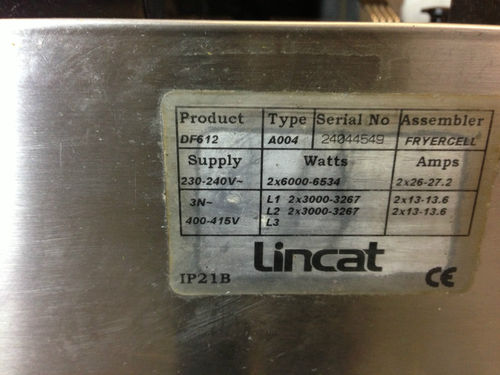 Product Type Serial No Assembler
DF612 A004 24044549 FRYERCELL
Supply Watts Amps
230-240V~ 2x6000-6534 2x26-27.2
3N~ L1 2x3000-3267 2x13-13.6
L2 2x3000-3267 2x13-13.6
400-415V L3
Lincat
IP21B CE